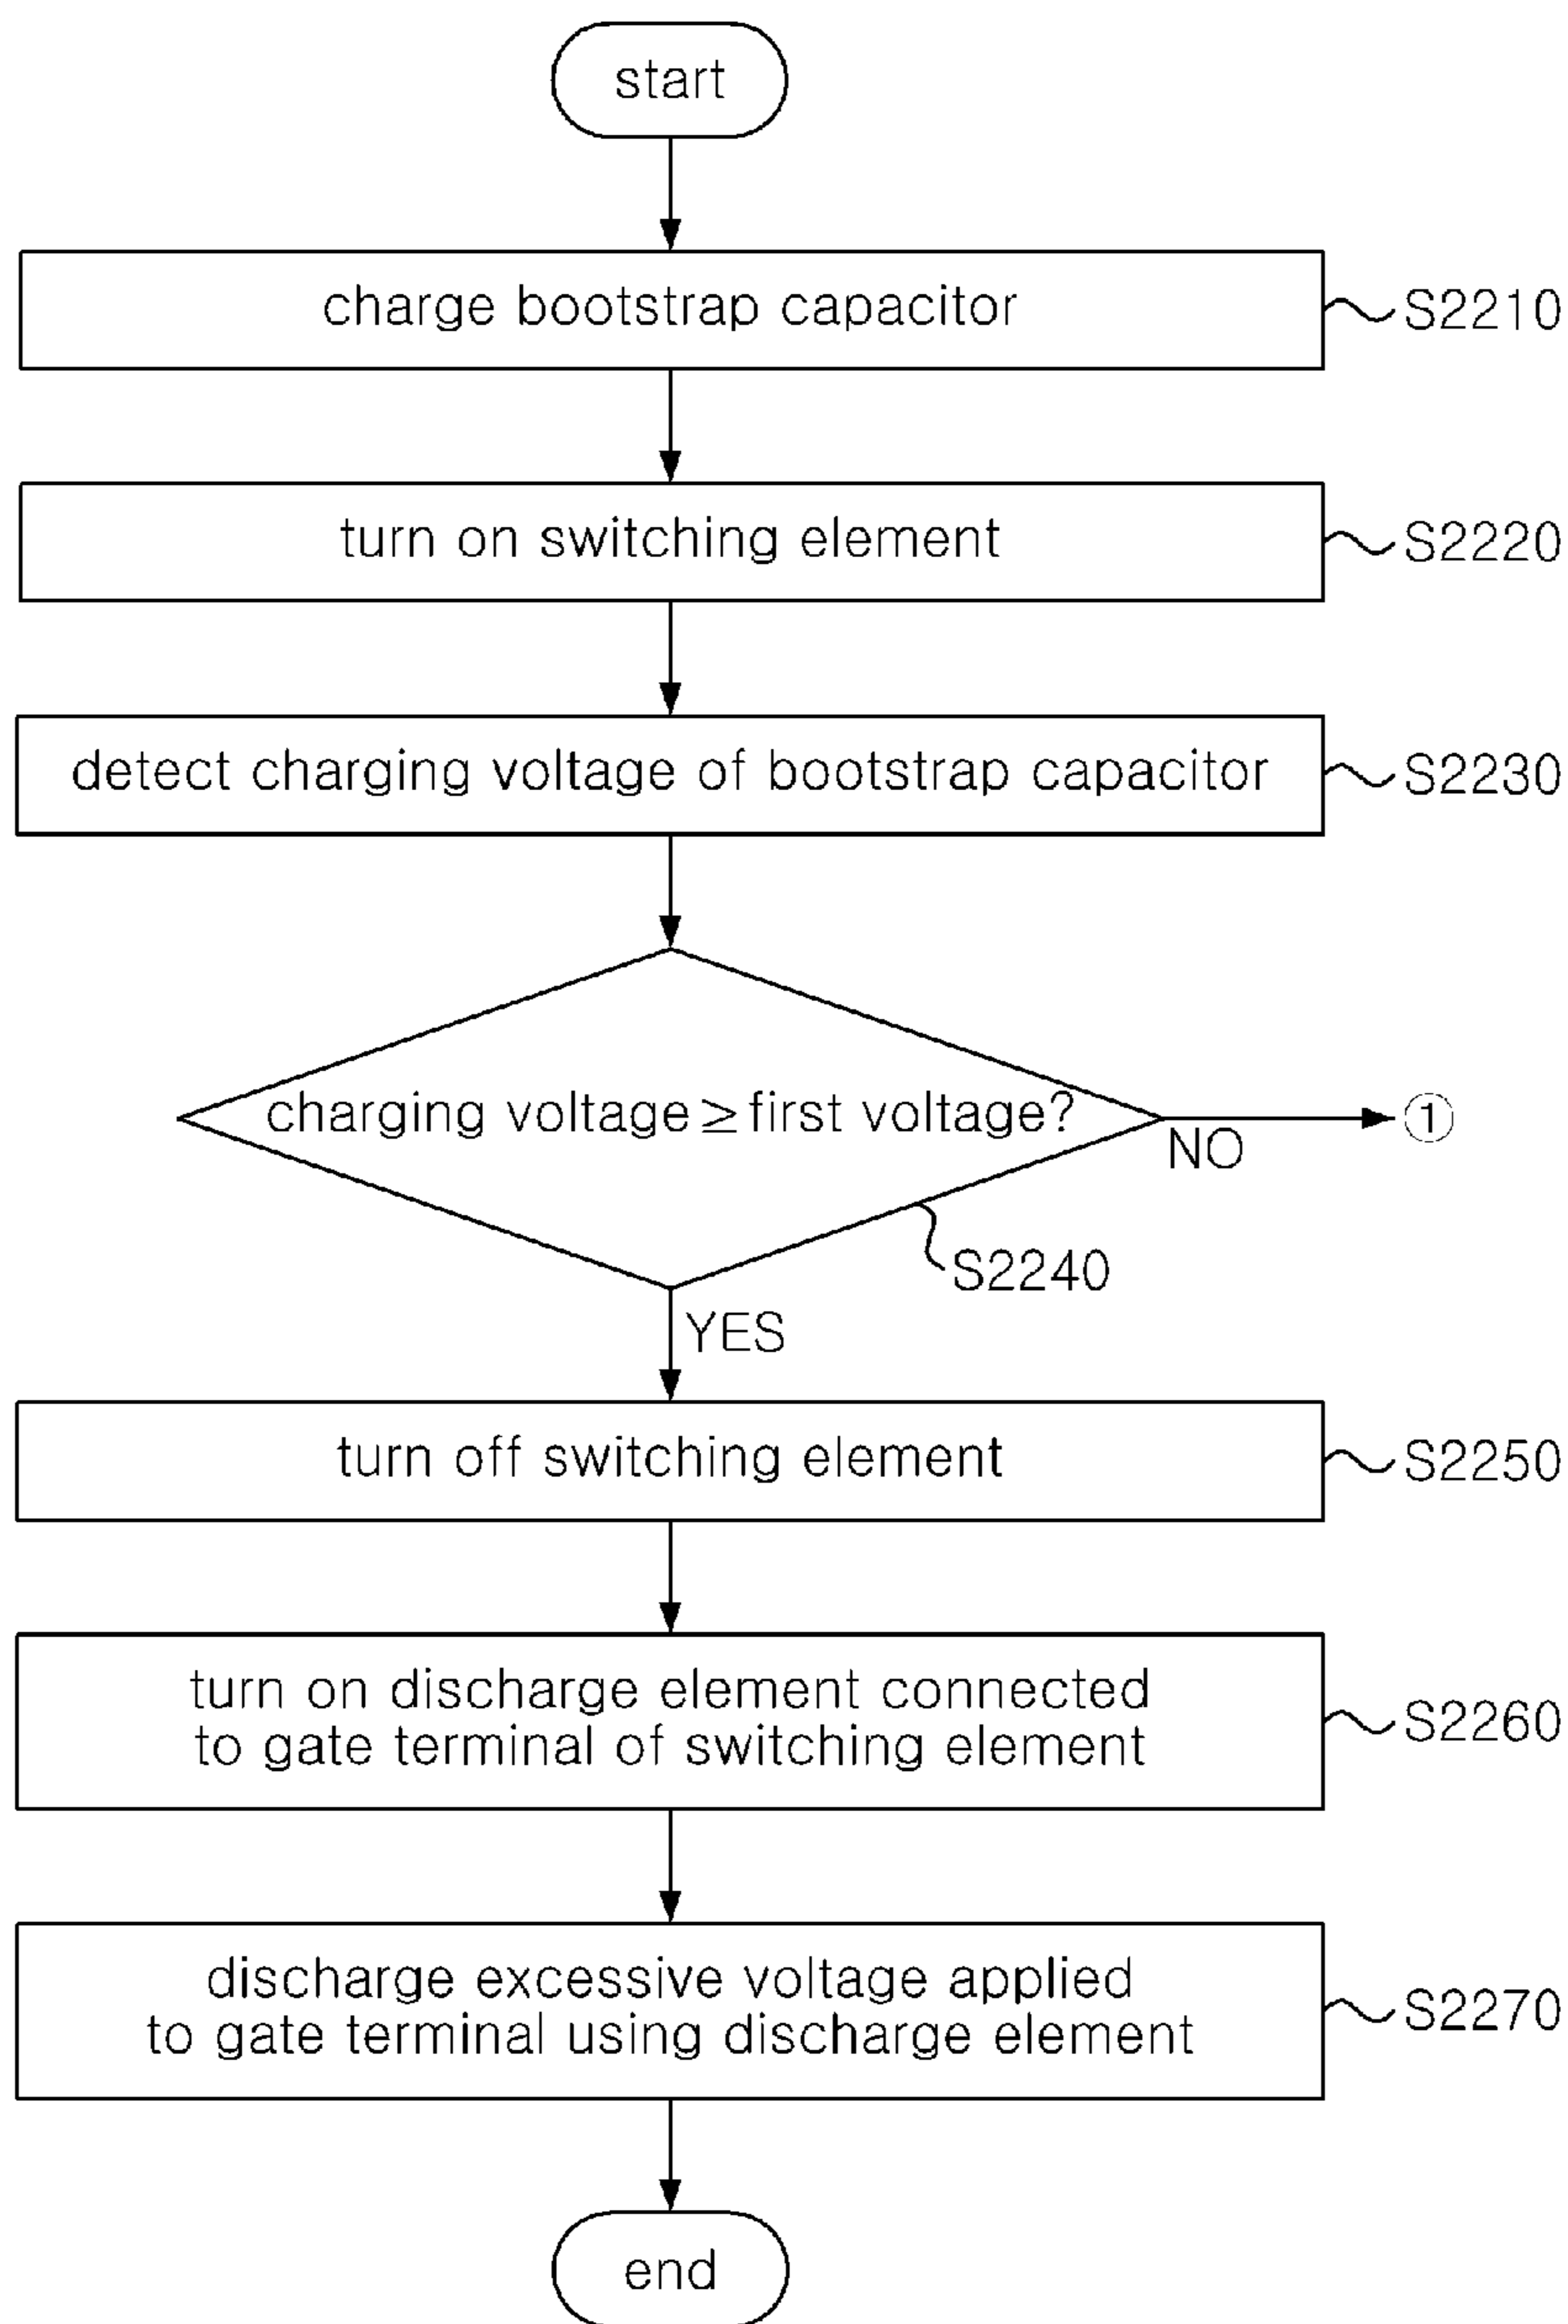 start
charge bootstrap capacitor
S2210
turn on switching element
S2220
detect charging voltage of bootstrap capacitor
S2230
charging voltage ≥ first voltage?
NO
①
S2240
YES
turn off switching element
S2250
turn on discharge element connected
to gate terminal of switching element
S2260
discharge excessive voltage applied
to gate terminal using discharge element
S2270
end